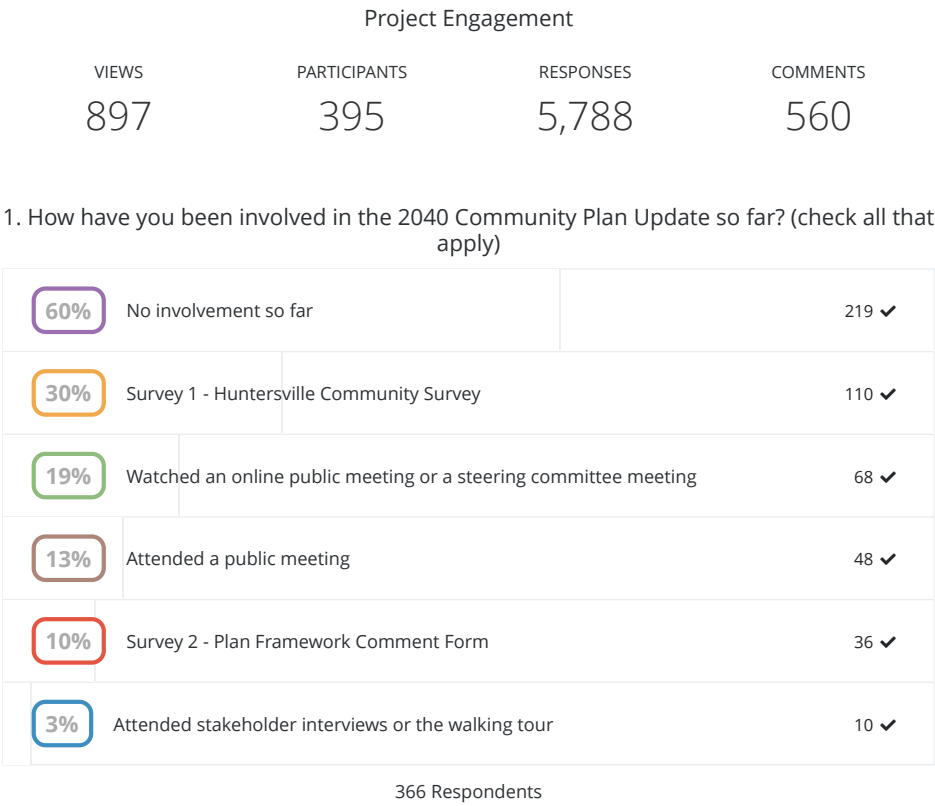 Project Engagement
VIEWS PARTICIPANTS RESPONSES COMMENTS
897 395 5,788 560
1. How have you been involved in the 2040 Community Plan Update so far? (check all that
apply)
60% No involvement so far 219 ✔
30% Survey 1 - Huntersville Community Survey 110 ✔
19% Watched an online public meeting or a steering committee meeting 68 ✔
13% Attended a public meeting 48 ✔
10% Survey 2 - Plan Framework Comment Form 36 ✔
3% Attended stakeholder interviews or the walking tour 10 ✔
366 Respondents